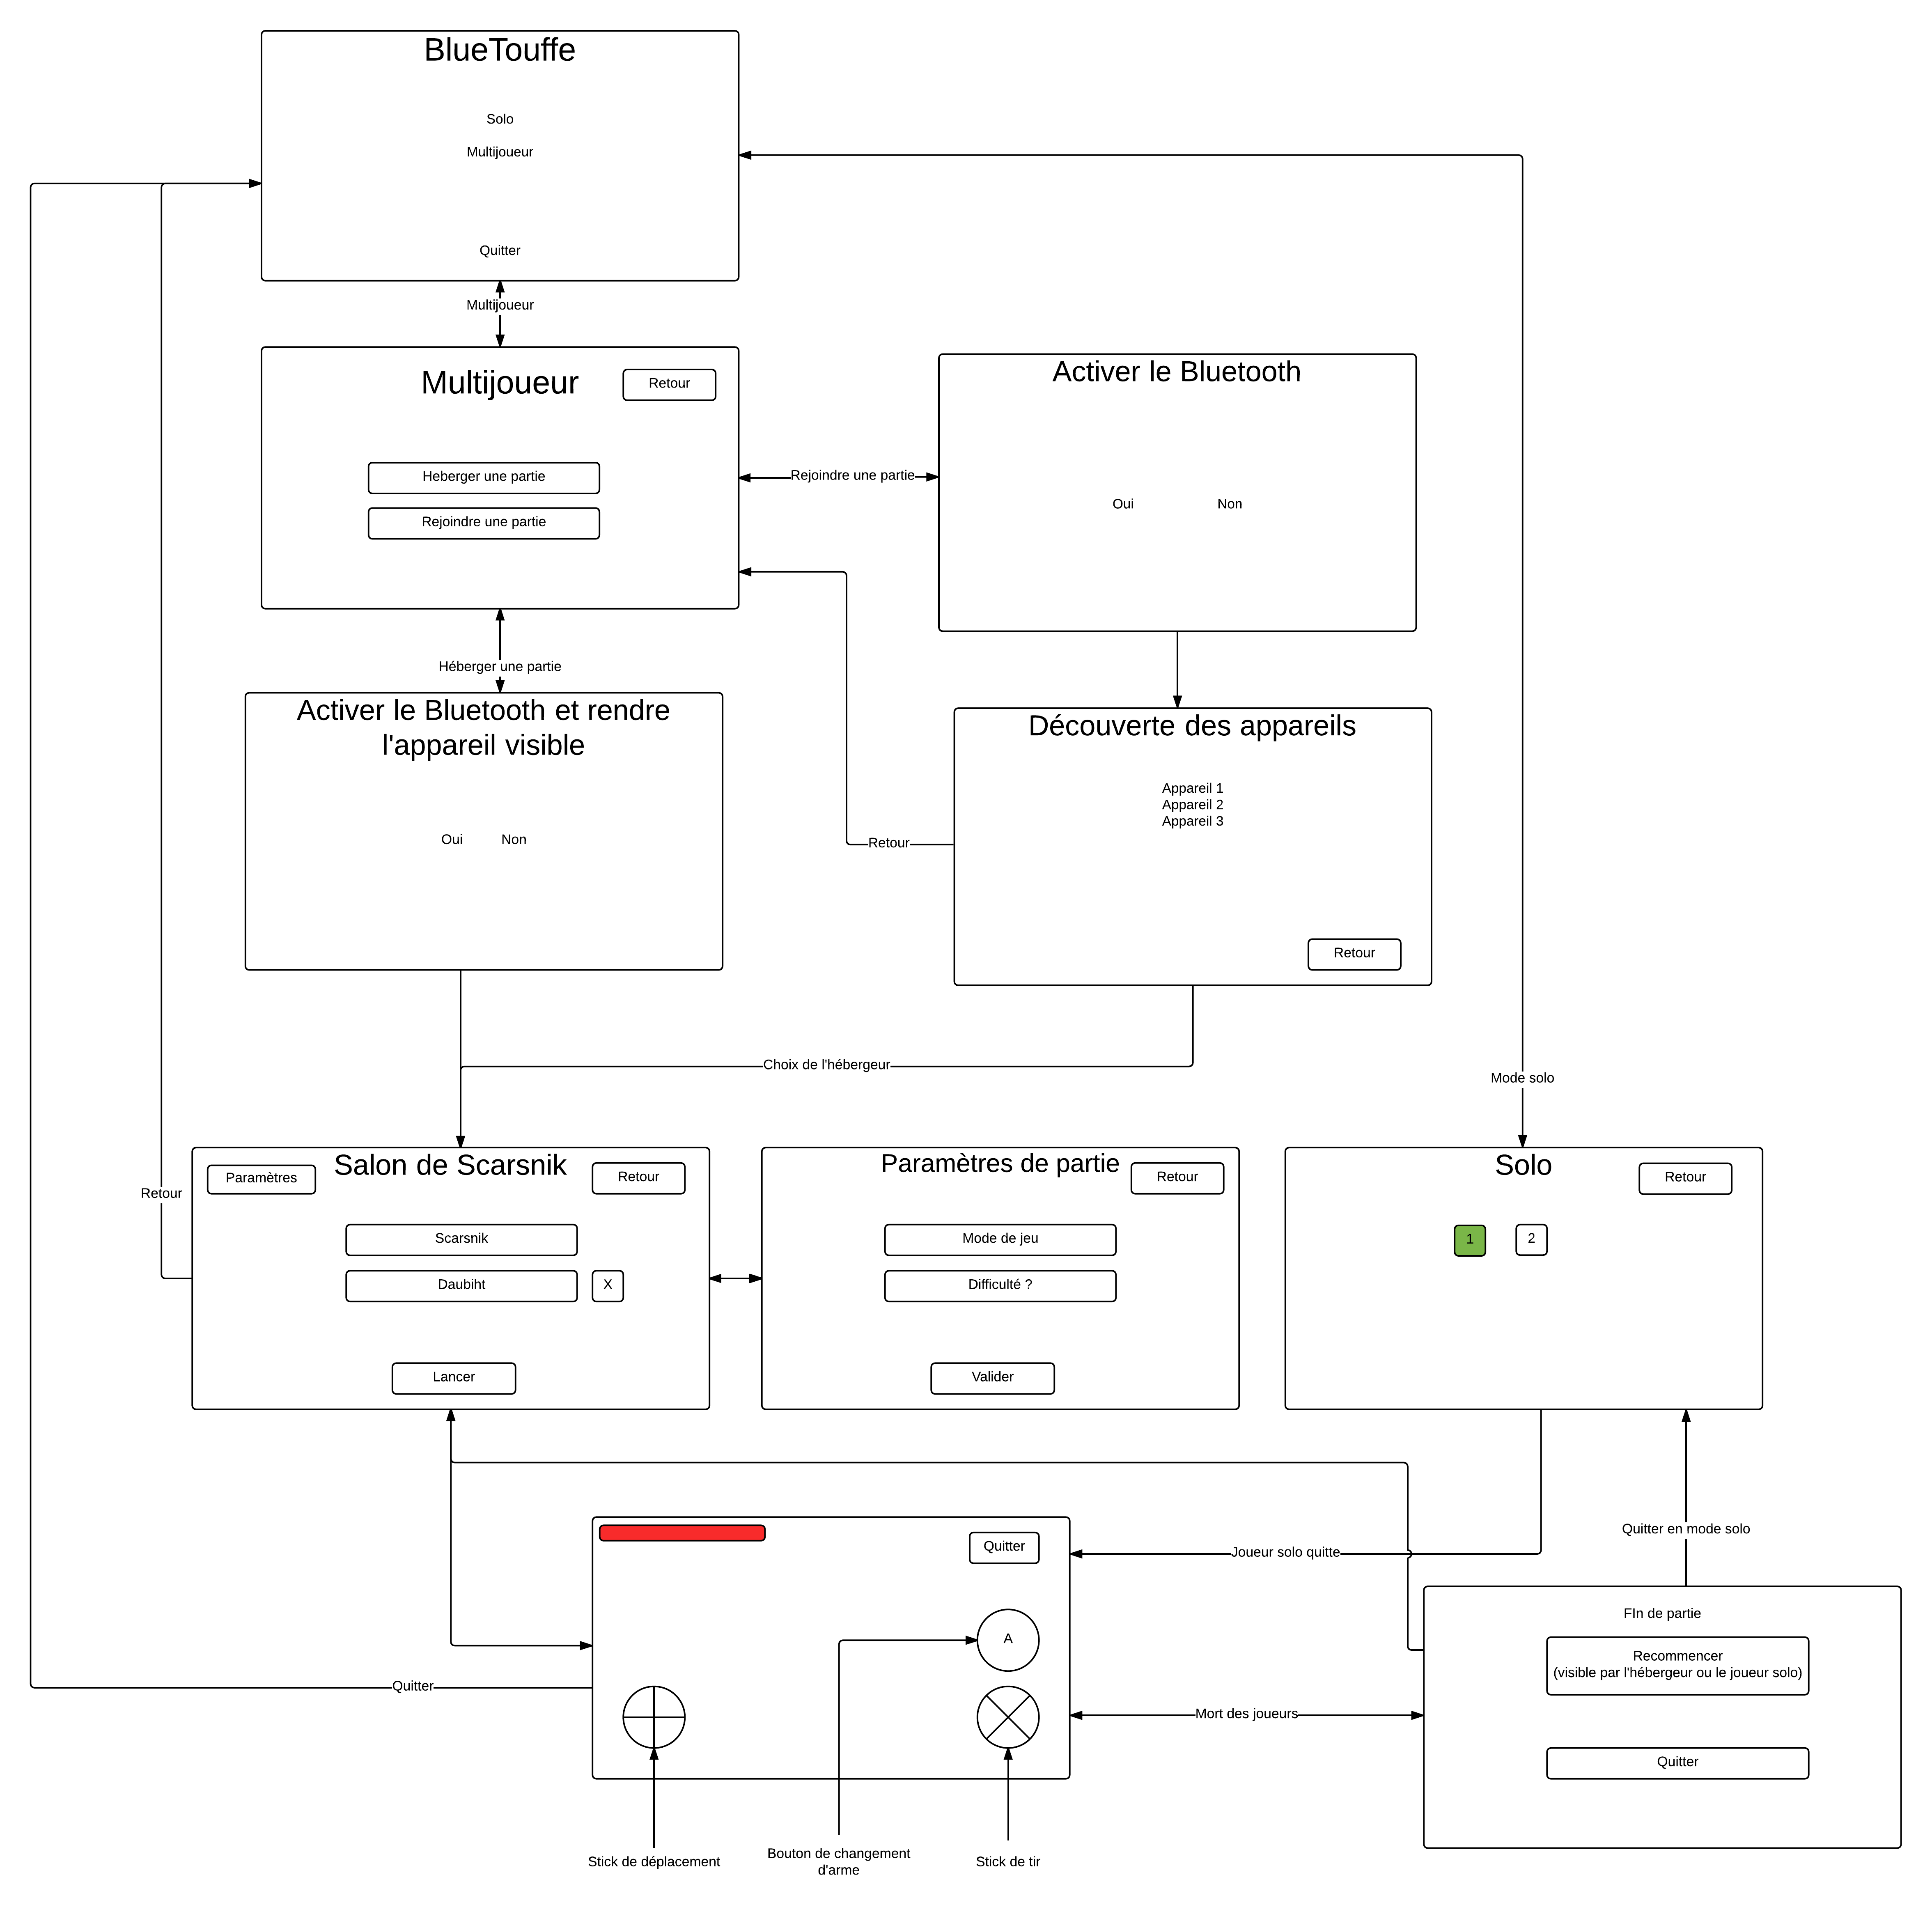 BlueTouffe
Solo
Multijoueur
Quitter
Multijoueur
Multijoueur
Retour
Heberger une partie
Rejoindre une partie
Rejoindre une partie
Activer le Bluetooth
Oui
Non
Héberger une partie
Activer le Bluetooth et rendre
l'appareil visible
Oui
Non
Découverte des appareils
Appareil 1
Appareil 2
Appareil 3
Retour
Retour
Choix de l'hébergeur
Mode solo
Retour
Paramètres
Salon de Scarsnik
Retour
Scarsnik
Daubiht
X
Lancer
Paramètres de partie
Retour
Mode de jeu
Difficulté ?
Valider
Solo
Retour
1
2
Quitter
A
Joueur solo quitte
Quitter en mode solo
Quitter
Mort des joueurs
FIn de partie
Recommencer
(visible par l'hébergeur ou le joueur solo)
Quitter
Stick de déplacement
Bouton de changement
d'arme
Stick de tir